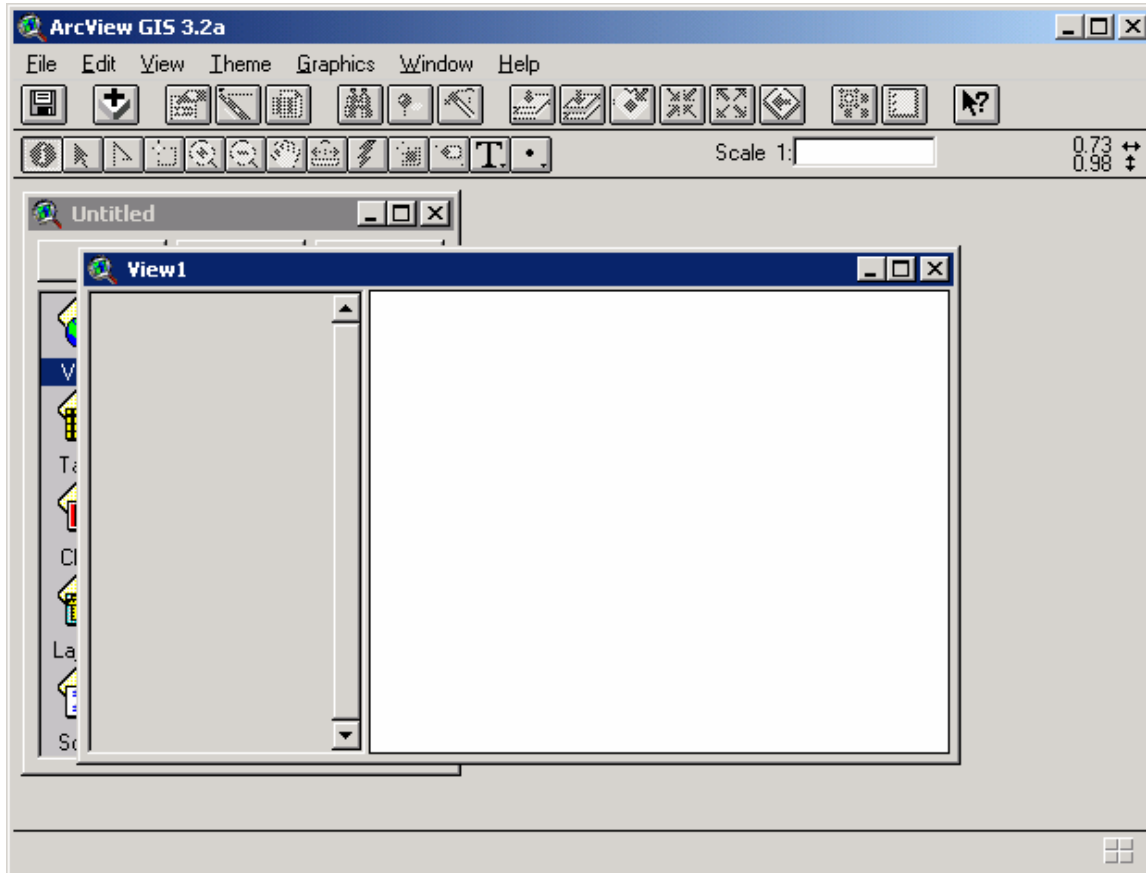 ArcView GIS 3.2a
File Edit View Theme Graphics Window Help
T
Scale 1:
0.73
0.98
Untitled
View1